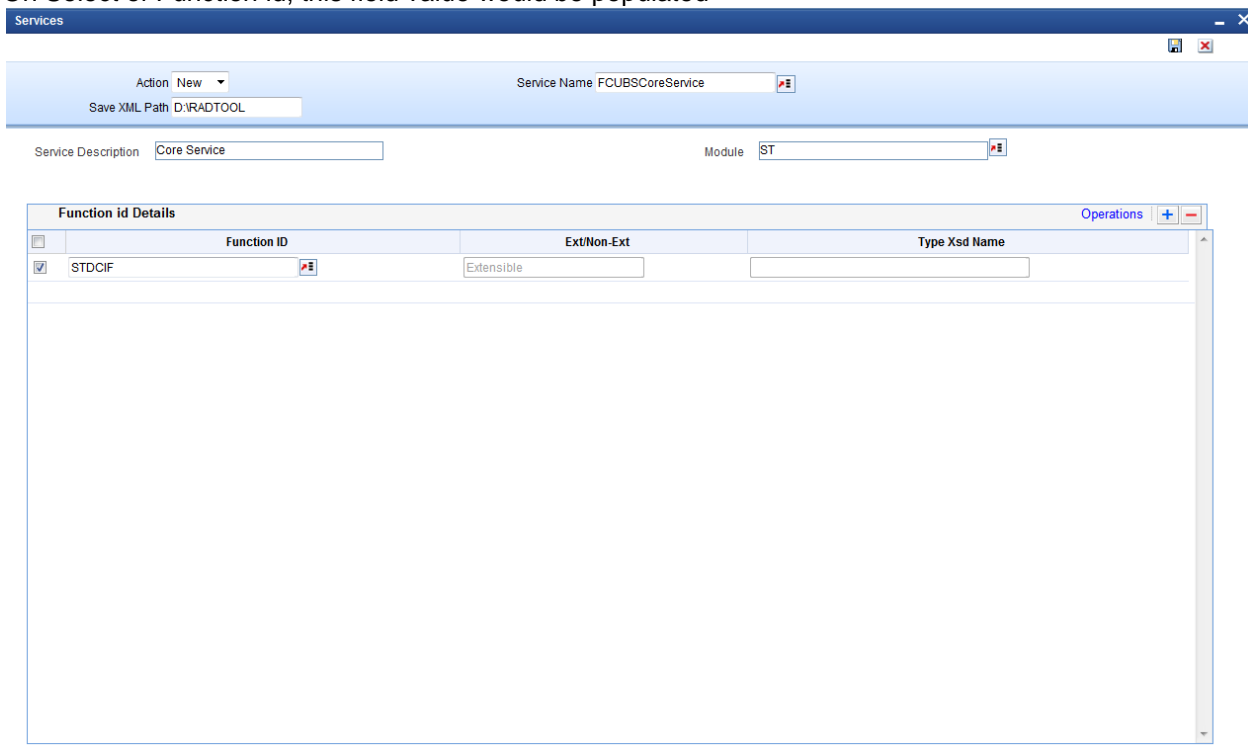 On Select of Function id, this field value would be populated
Services
Action New Service Name FCUBSCoreService
Save XML Path D:\RADTOOL
Service Description Core Service Module ST
Function id Details Operations
Function ID Ext/Non-Ext Type Xsd Name
STDCIF Extensible